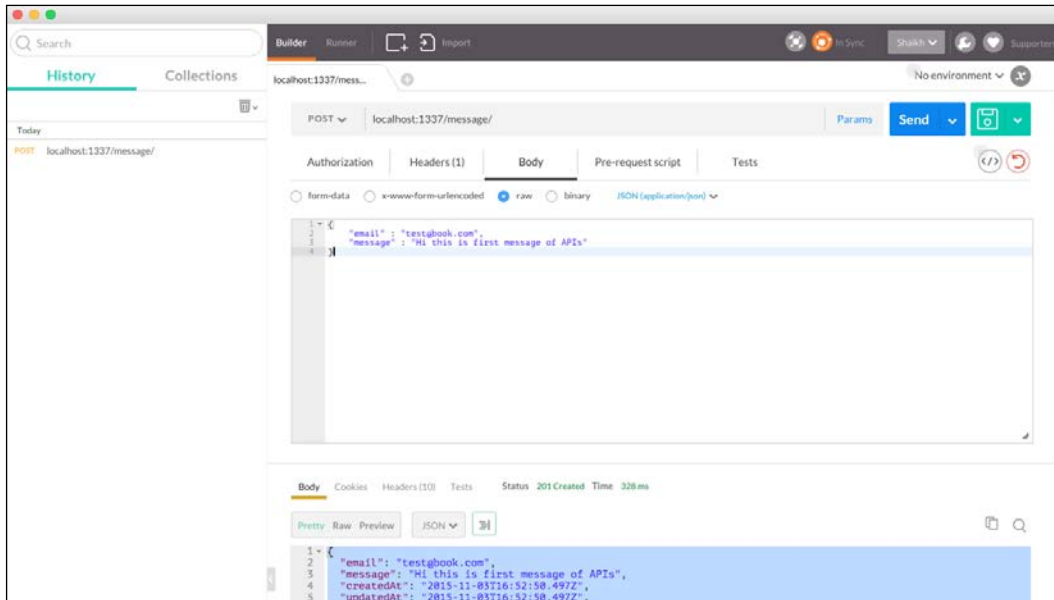 Search
Builder Runner Import In Sync Shaikh Supporters
History Collections
localhost:1337/mess... No environment
Today
POST localhost:1337/message/
POST localhost:1337/message/ Params Send
Authorization Headers (1) Body Pre-request script Tests
form-data x-www-form-urlencoded raw binary JSON (application/json)
1 {
2 "email" : "test@book.com",
3 "message" : "Hi this is first message of APIs"
4 }
Body Cookies Headers (10) Tests Status 201 Created Time 328 ms
Pretty Raw Preview JSON
1 {
2 "email": "test@book.com",
3 "message": "Hi this is first message of APIs",
4 "createdAt": "2015-11-03T16:52:50.497Z",
5 "updatedAt": "2015-11-03T16:52:50.497Z",